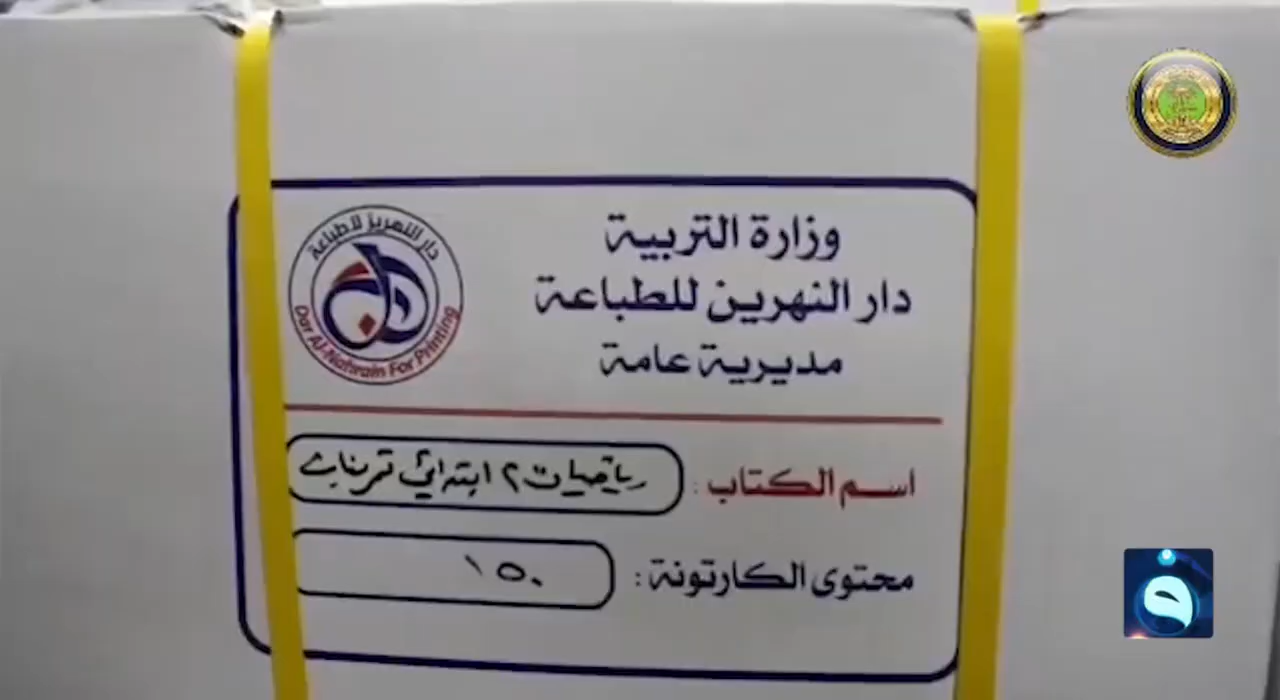 وزارة التربية
دار النهرين للطباعة
مديرية عامة
دار النهرين للطباعة
Dar Al-Nahrain For Printing
اسم الكتاب : رياضيات ٢ ابتدائي
محتوى الكارتونة : ١٥٠